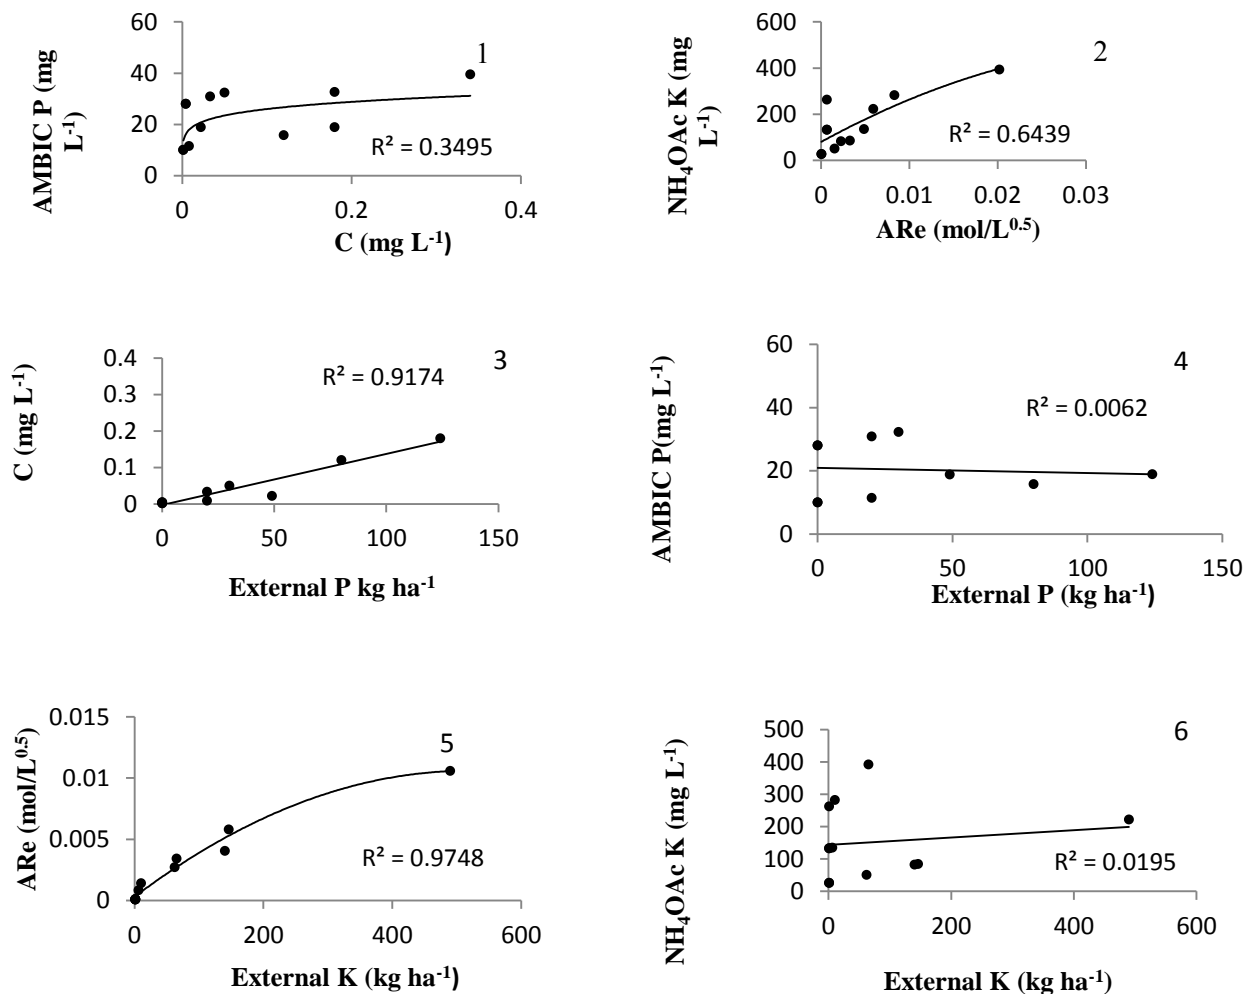 AMBIC P (mg
L⁻¹)
60
40
20
0
1
R² = 0.3495
0 0.2 0.4
C (mg L⁻¹)
NH₄OAc K (mg
L⁻¹)
600
400
200
0
2
R² = 0.6439
0 0.01 0.02 0.03
ARe (mol/L⁰·⁵)
C (mg L⁻¹)
0.4
0.3
0.2
0.1
0
3
R² = 0.9174
0 50 100 150
External P kg ha⁻¹
AMBIC P(mg L⁻¹)
60
40
20
0
4
R² = 0.0062
0 50 100 150
External P (kg ha⁻¹)
ARe (mol/L⁰·⁵)
0.015
0.01
0.005
0
5
R² = 0.9748
0 200 400 600
External K (kg ha⁻¹)
NH₄OAc K (mg L⁻¹)
500
400
300
200
100
0
6
R² = 0.0195
0 200 400 600
External K (kg ha⁻¹)